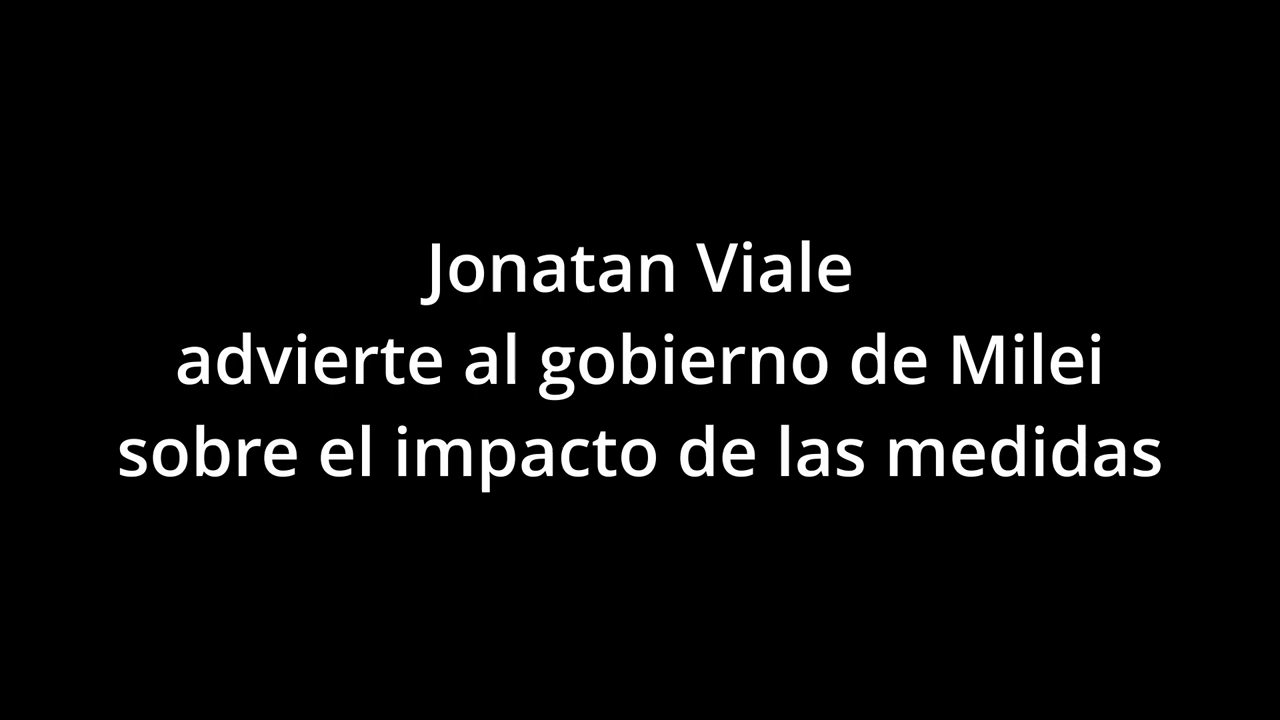 Jonatan Viale
advierte al gobierno de Milei
sobre el impacto de las medidas